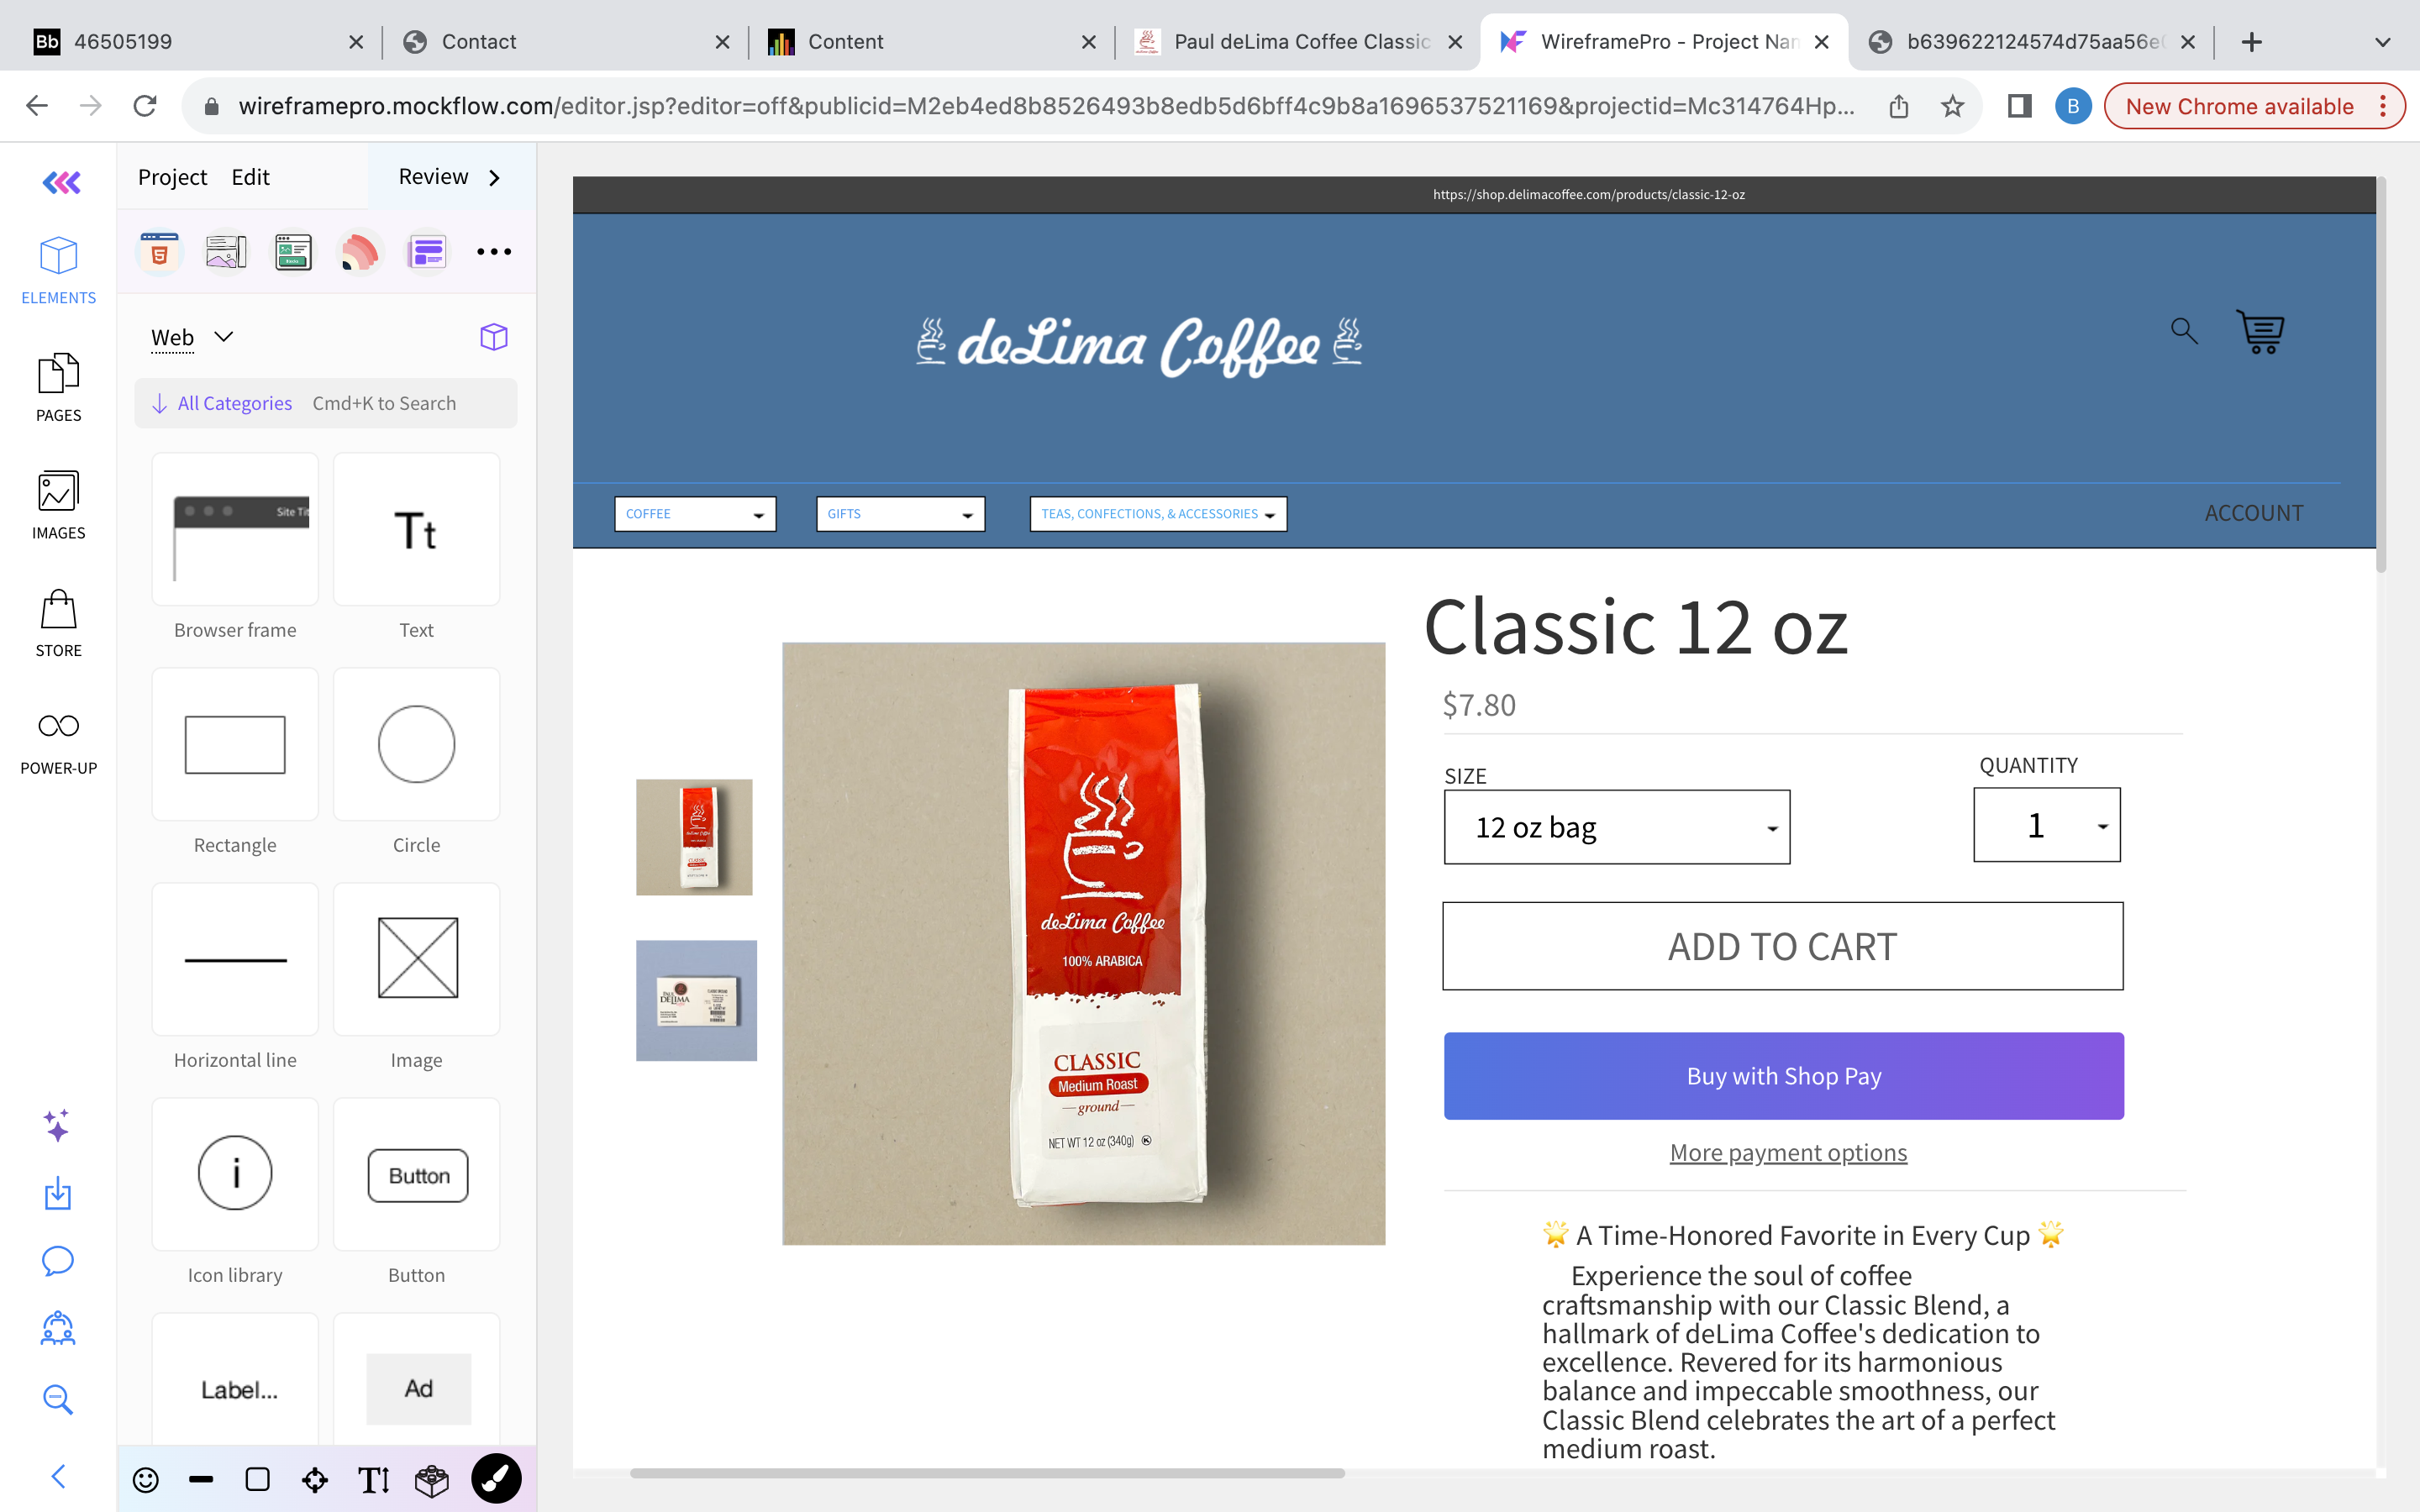 Bb 46505199
Contact
Content
Paul deLima Coffee Classic
WireframePro - Project Nan
b639622124574d75aa56e
wireframepro.mockflow.com/editor.jsp?editor=off&publicid=M2eb4ed8b8526493b8edb5d6bff4c9b8a1696537521169&projectid=Mc314764Hp...
B
New Chrome available
Project Edit Review
ELEMENTS
PAGES
IMAGES
STORE
POWER-UP
Web
All Categories Cmd+K to Search
Site Tit
Tt
Browser frame
Text
Rectangle
Circle
Horizontal line
Image
i
Button
Icon library
Button
Label...
Ad
https://shop.delimacoffee.com/products/classic-12-oz
deLima Coffee
COFFEE
GIFTS
TEAS, CONFECTIONS, & ACCESSORIES
ACCOUNT
deLima Coffee
100% ARABICA
CLASSIC
Medium Roast
ground
NET WT 12 oz (340g)
PAUL
DELIMA
Classic 12 oz
$7.80
SIZE
QUANTITY
12 oz bag
1
ADD TO CART
Buy with Shop Pay
More payment options
🌟 A Time-Honored Favorite in Every Cup 🌟
Experience the soul of coffee
craftsmanship with our Classic Blend, a
hallmark of deLima Coffee's dedication to
excellence. Revered for its harmonious
balance and impeccable smoothness, our
Classic Blend celebrates the art of a perfect
medium roast.